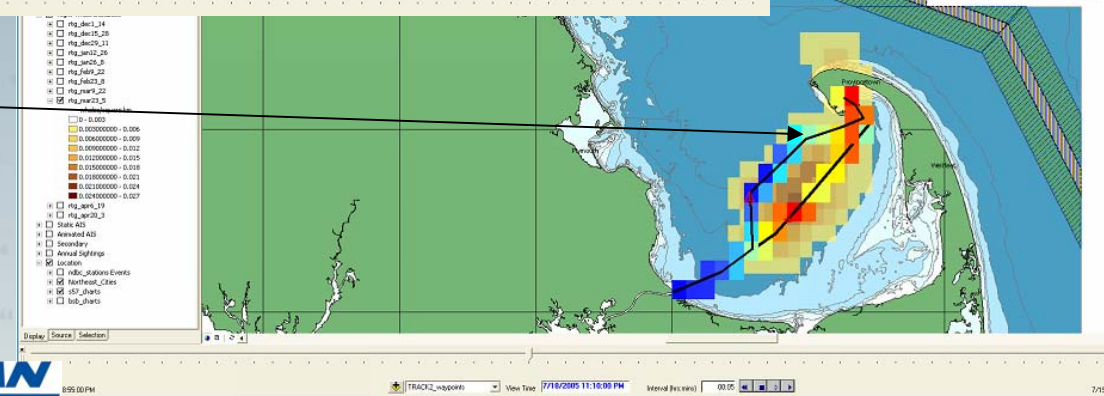 rtg_dec1_14
rtg_dec15_28
rtg_dec29_11
rtg_jan12_26
rtg_jan26_8
rtg_feb9_22
rtg_feb23_8
rtg_mar9_22
rtg_mar23_5
0 - 0.003
0.003000000 - 0.006
0.006000000 - 0.009
0.009000000 - 0.012
0.012000000 - 0.015
0.015000000 - 0.018
0.018000000 - 0.021
0.021000000 - 0.024
0.024000000 - 0.027
rtg_apr6_19
rtg_apr20_3
Static AIS
Animated AIS
Secondary
Annual Sightings
Location
ndbc_stations Events
Northeast_Cities
s57_charts
bsb_charts
Display Source Selection
Provincetown
Plymouth
Wellfleet
8:55:00 PM
TRACK2_waypoints
View Time 7/18/2005 11:10:00 PM
Interval (hrs:mins) 00:05